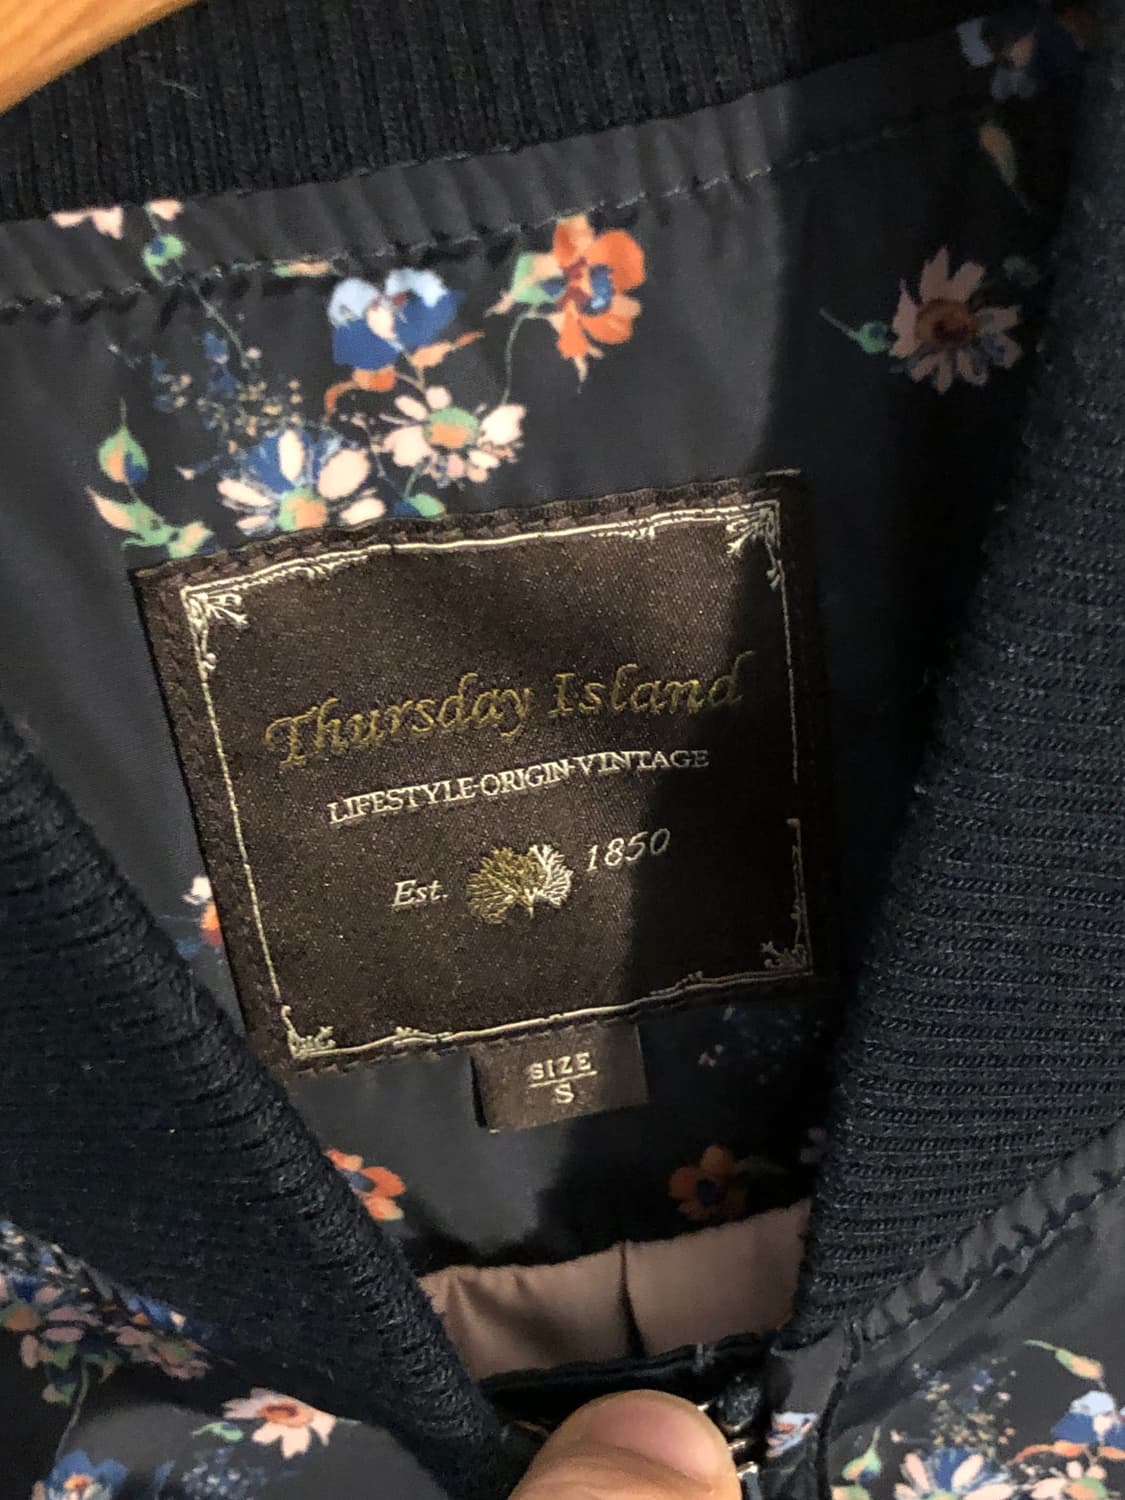 Thursday Island
LIFESTYLE·ORIGIN·VINTAGE
Est. 1850
SIZE
S